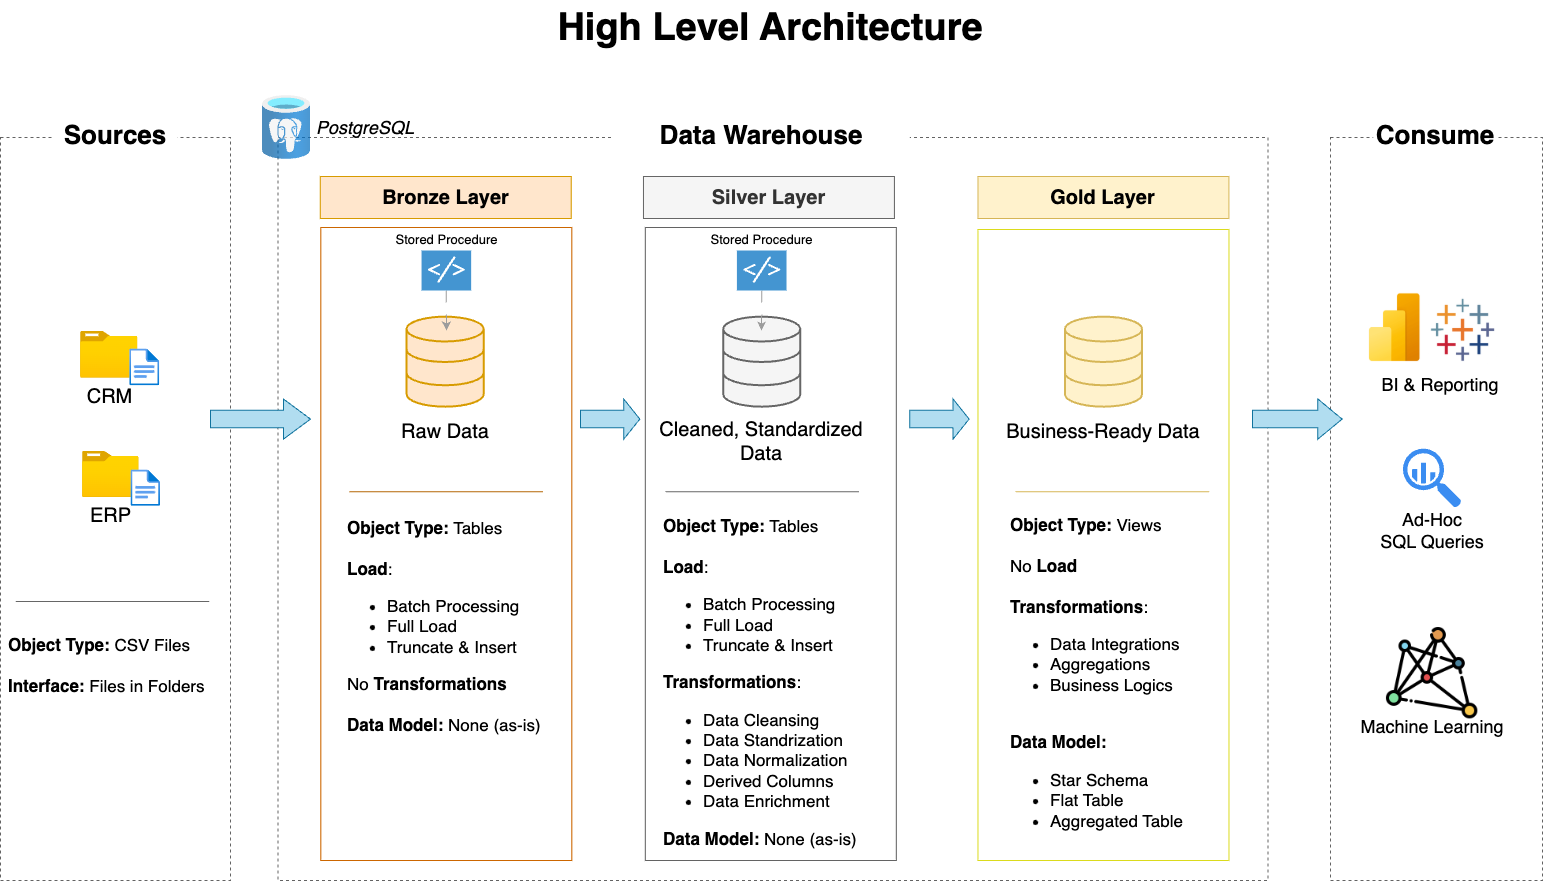 High Level Architecture
Sources
CRM
ERP
Object Type: CSV Files
Interface: Files in Folders
PostgreSQL
Data Warehouse
Bronze Layer
Stored Procedure
</>
Raw Data
Object Type: Tables
Load:
• Batch Processing
• Full Load
• Truncate & Insert
No Transformations
Data Model: None (as-is)
Silver Layer
Stored Procedure
</>
Cleaned, Standardized
Data
Object Type: Tables
Load:
• Batch Processing
• Full Load
• Truncate & Insert
Transformations:
• Data Cleansing
• Data Standrization
• Data Normalization
• Derived Columns
• Data Enrichment
Data Model: None (as-is)
Gold Layer
Business-Ready Data
Object Type: Views
No Load
Transformations:
• Data Integrations
• Aggregations
• Business Logics
Data Model:
• Star Schema
• Flat Table
• Aggregated Table
Consume
BI & Reporting
Ad-Hoc
SQL Queries
Machine Learning